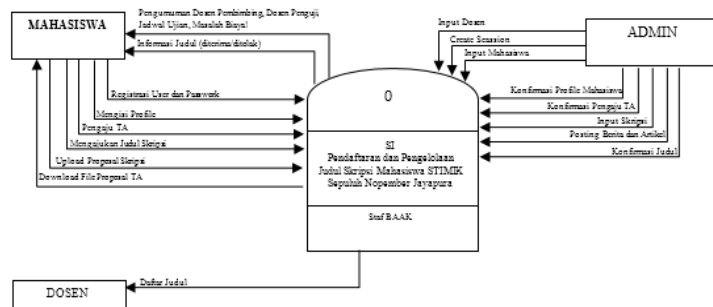 Pengumuman Dosen Pembimbing, Dosen Penguji,
Jadwal Ujian, Masalah Biaya!
MAHASISWA
Informasi Judul (diterima/ditolak)
Input Dosen
Create Session
Input Mahasiswa
ADMIN
Registrasi User dan Password
Mengisi Profile
Pengaju TA
Mengajukan Judul Skripsi
Upload Proposal Skripsi
Download File Proposal TA
0
SI
Pendaftaran dan Pengelolaan
Judul Skripsi Mahasiswa STIMIK
Sepuluh Nopember Jayapura
Staf BAAK
Konfirmasi Profile Mahasiswa
Konfirmasi Pengaju TA
Input Skripsi
Posting Berita dan Artikel
Konfirmasi Judul
Daftar Judul
DOSEN